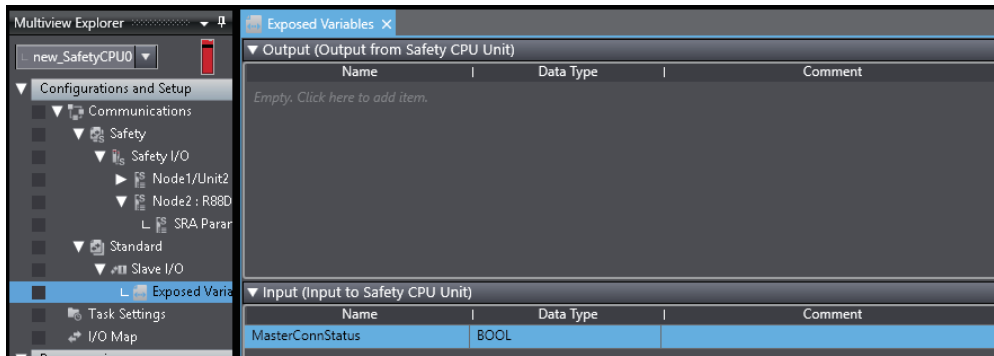 Multiview Explorer
new_SafetyCPU0
Configurations and Setup
Communications
Safety
Safety I/O
Node1/Unit2
Node2 : R88D
SRA Parar
Standard
Slave I/O
Exposed Varia
Task Settings
I/O Map
Exposed Variables
Output (Output from Safety CPU Unit)
Name Data Type Comment
Empty. Click here to add item.
Input (Input to Safety CPU Unit)
Name Data Type Comment
MasterConnStatus BOOL